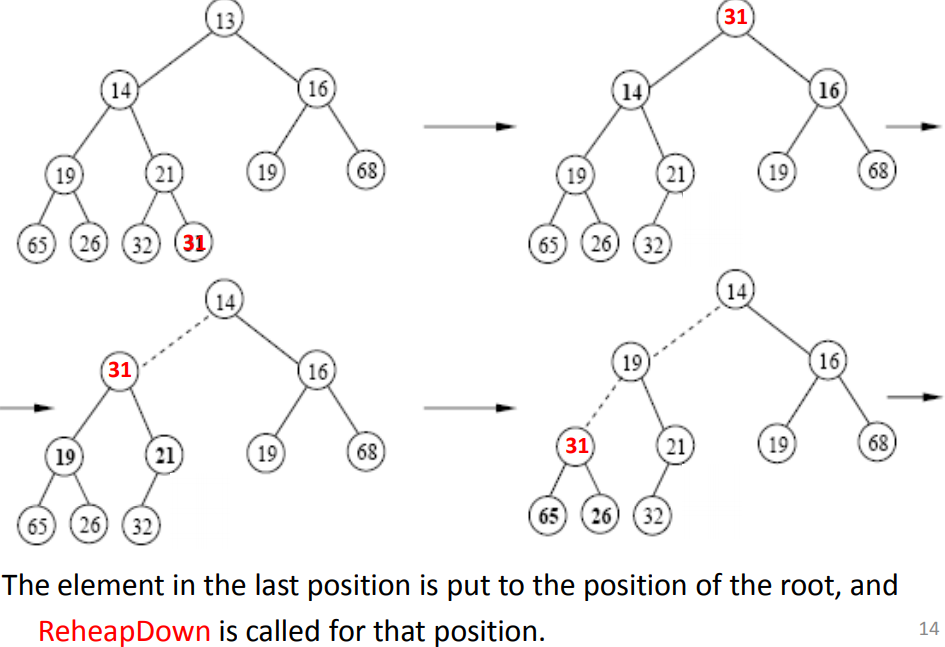 13 31
14 16 14 16
19 21 19 68 19 21 19 68
65 26 32 31 65 26 32
14 14
31 16 19 16
19 21 19 68 31 21 19 68
65 26 32 65 26 32
The element in the last position is put to the position of the root, and
ReheapDown is called for that position.
14